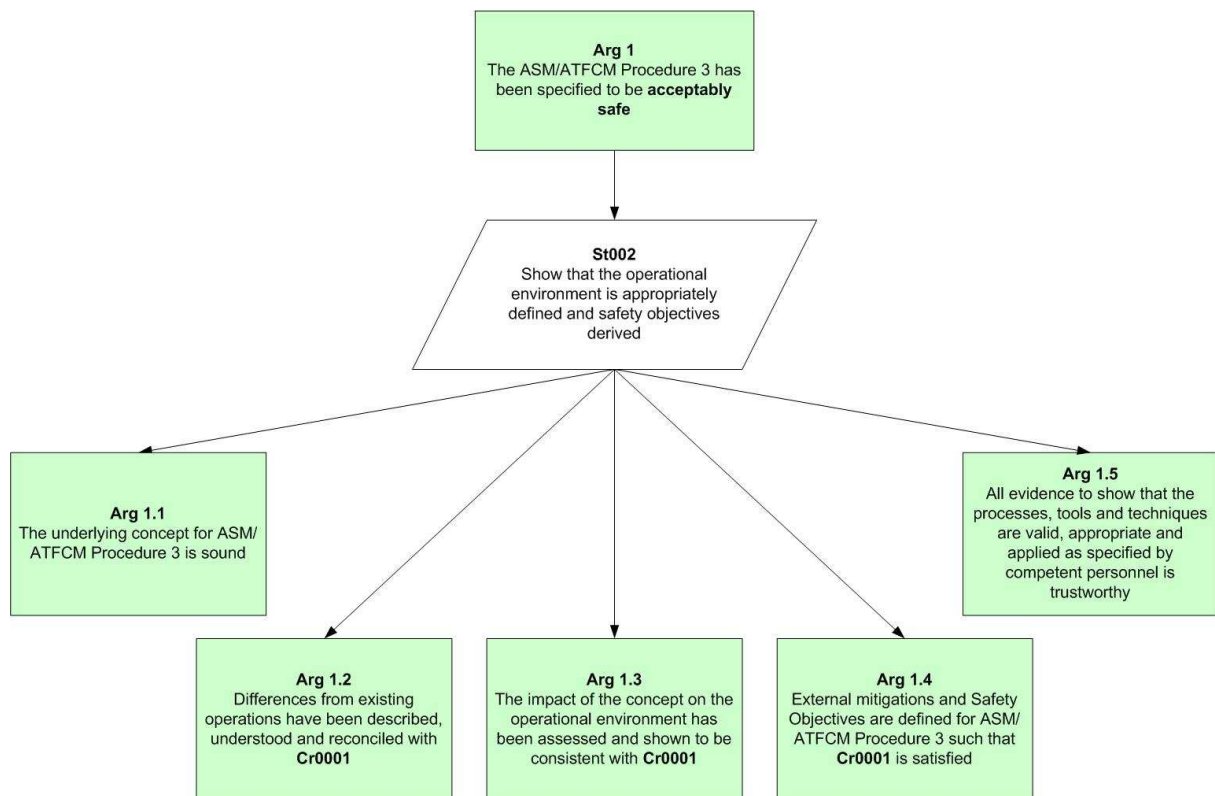 Arg 1
The ASM/ATFCM Procedure 3 has
been specified to be acceptably
safe
St002
Show that the operational
environment is appropriately
defined and safety objectives
derived
Arg 1.1
The underlying concept for ASM/
ATFCM Procedure 3 is sound
Arg 1.5
All evidence to show that the
processes, tools and techniques
are valid, appropriate and
applied as specified by
competent personnel is
trustworthy
Arg 1.2
Differences from existing
operations have been described,
understood and reconciled with
Cr0001
Arg 1.3
The impact of the concept on the
operational environment has
been assessed and shown to be
consistent with Cr0001
Arg 1.4
External mitigations and Safety
Objectives are defined for ASM/
ATFCM Procedure 3 such that
Cr0001 is satisfied